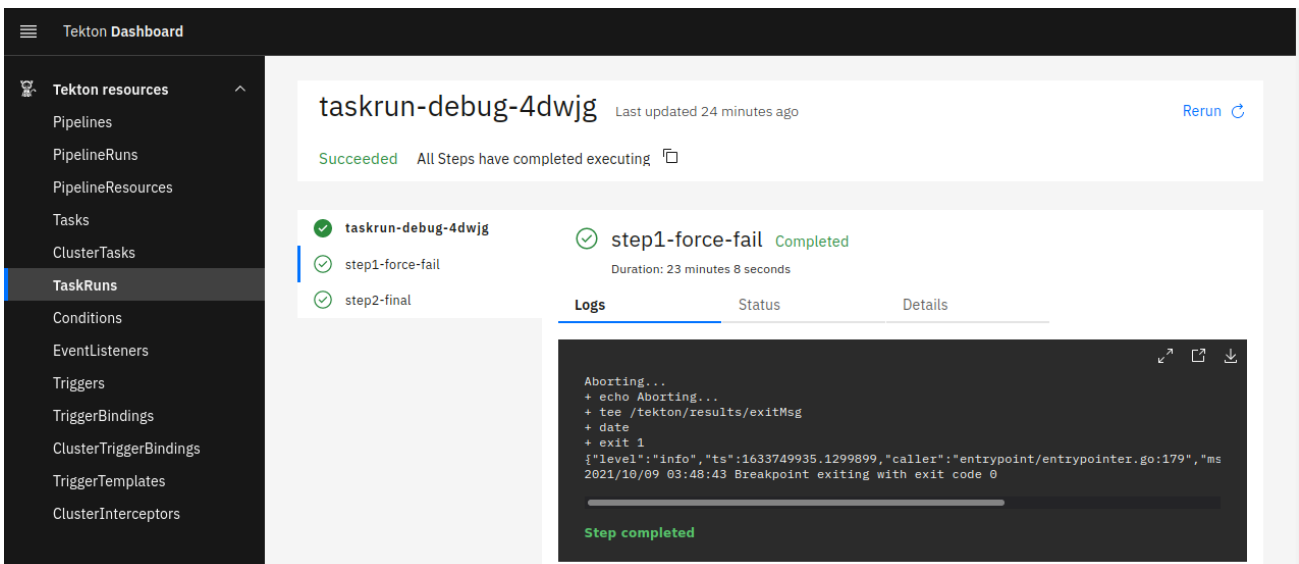 Tekton Dashboard
Tekton resources
Pipelines
PipelineRuns
PipelineResources
Tasks
ClusterTasks
TaskRuns
Conditions
EventListeners
Triggers
TriggerBindings
ClusterTriggerBindings
TriggerTemplates
ClusterInterceptors
taskrun-debug-4dwjg Last updated 24 minutes ago
Rerun
Succeeded All Steps have completed executing
taskrun-debug-4dwjg
step1-force-fail
step2-final
step1-force-fail Completed
Duration: 23 minutes 8 seconds
Logs Status Details
Aborting...
+ echo Aborting...
+ tee /tekton/results/exitMsg
+ date
+ exit 1
{"level":"info","ts":1633749935.1299899,"caller":"entrypoint/entrypointer.go:179","ms
2021/10/09 03:48:43 Breakpoint exiting with exit code 0
Step completed